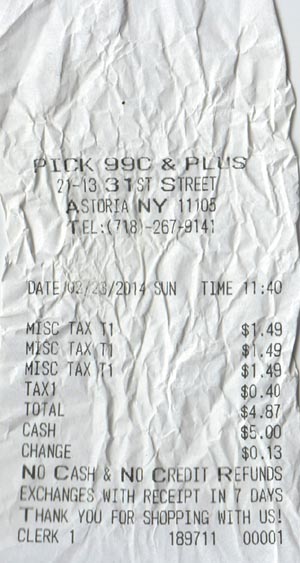 PICK 99C & PLUS
21-13 31ST STREET
ASTORIA NY 11105
TEL:(718)-267-9141
DATE 02/23/2014 SUN TIME 11:40
MISC TAX T1 $1.49
MISC TAX T1 $1.49
MISC TAX T1 $1.49
TAX1 $0.40
TOTAL $4.87
CASH $5.00
CHANGE $0.13
NO CASH & NO CREDIT REFUNDS
EXCHANGES WITH RECEIPT IN 7 DAYS
THANK YOU FOR SHOPPING WITH US!
CLERK 1 189711 00001